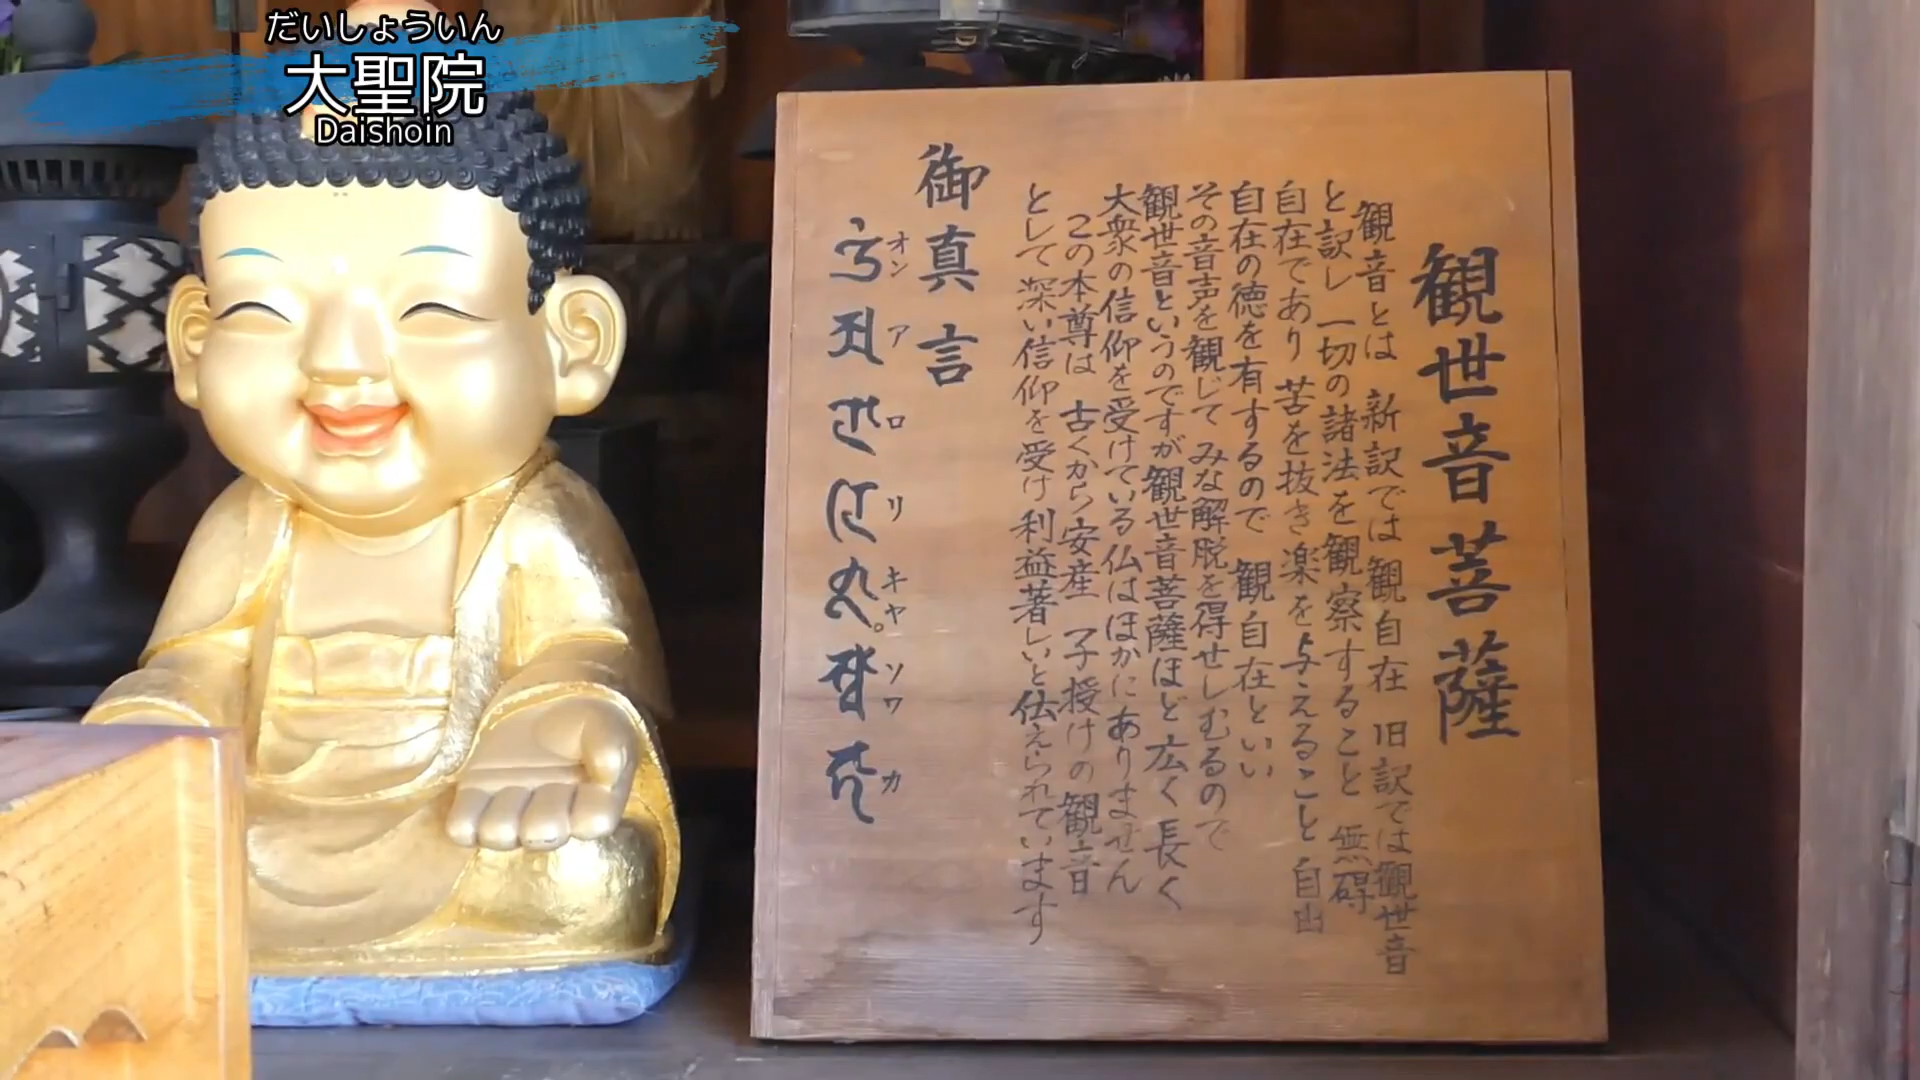 だいしょういん
大聖院
Daishoin
観世音菩薩
観音とは 新訳では観自在 旧訳では観世音
と訳し 一切の諸法を観察すること 無碍
自在であり 苦を抜き楽を与えること 自由
自在の徳を有するので 観自在といい
その音声を観じて みな解脱を得せしむるので
観世音というのですが観世音菩薩ほど広く長く
大衆の信仰を受けている仏はほかにありません
この本尊は 古くから安産 子授けの観音
として深い信仰を受け利益著しいと伝えられています
御真言
オン ア ロ リ キャ ソワ カ